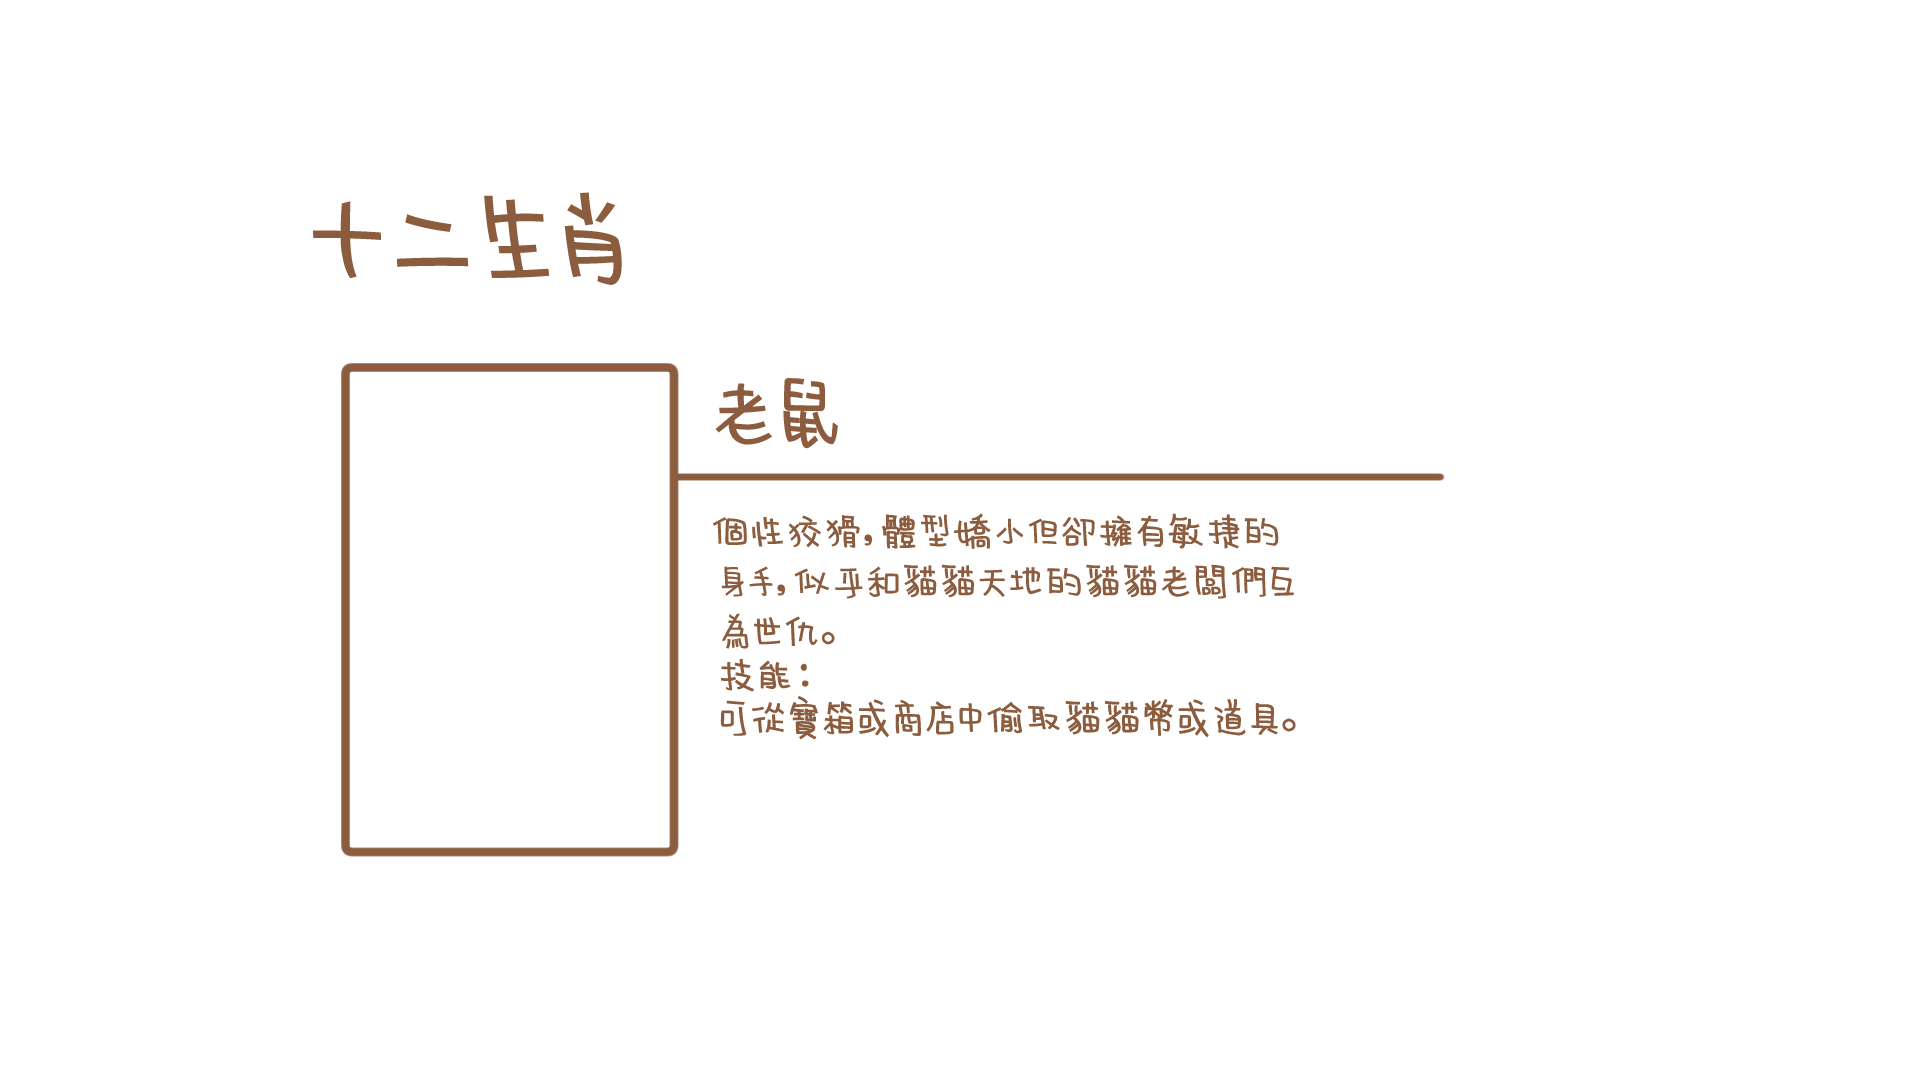 十二生肖
老鼠
個性狡猾,體型嬌小但卻擁有敏捷的
身手,似乎和貓貓天地的貓貓老闆們互
為世仇。
技能：
可從寶箱或商店中偷取貓貓幣或道具。